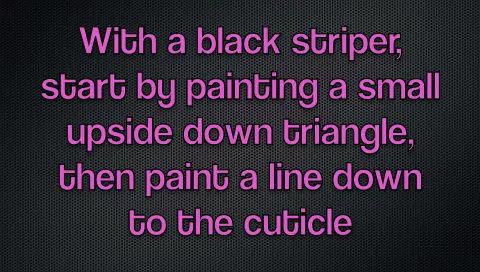 With a black striper,
start by painting a small
upside down triangle,
then paint a line down
to the cuticle